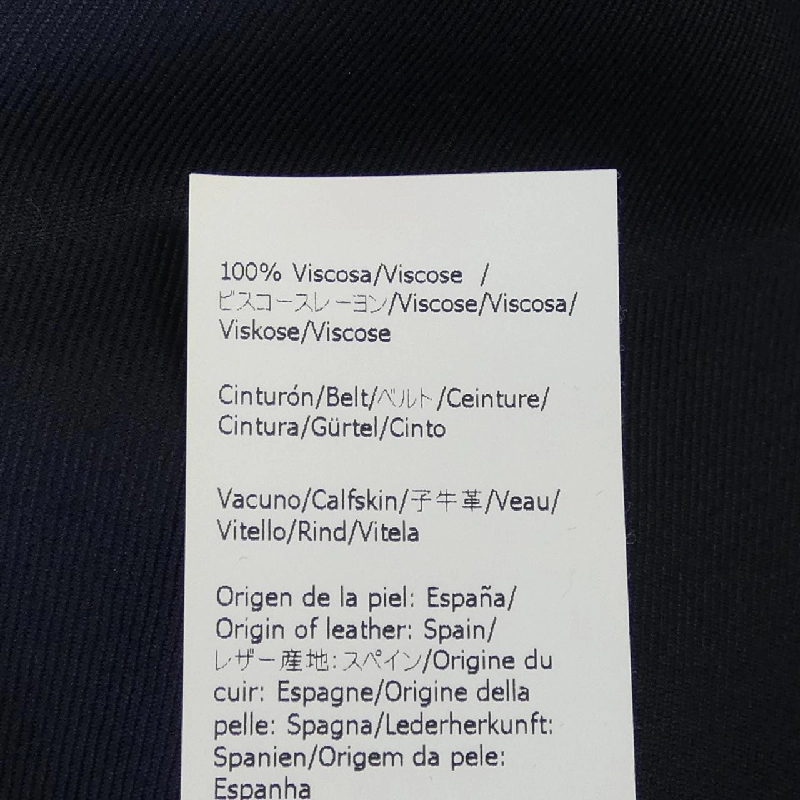 100% Viscosa/Viscose /
ビスコースレーヨン/Viscose/Viscosa/
Viskose/Viscose
Cinturón/Belt/ベルト/Ceinture/
Cintura/Gürtel/Cinto
Vacuno/Calfskin/子牛革/Veau/
Vitello/Rind/Vitela
Origen de la piel: España/
Origin of leather: Spain/
レザー産地:スペイン/Origine du
cuir: Espagne/Origine della
pelle: Spagna/Lederherkunft:
Spanien/Origem da pele:
Espanha